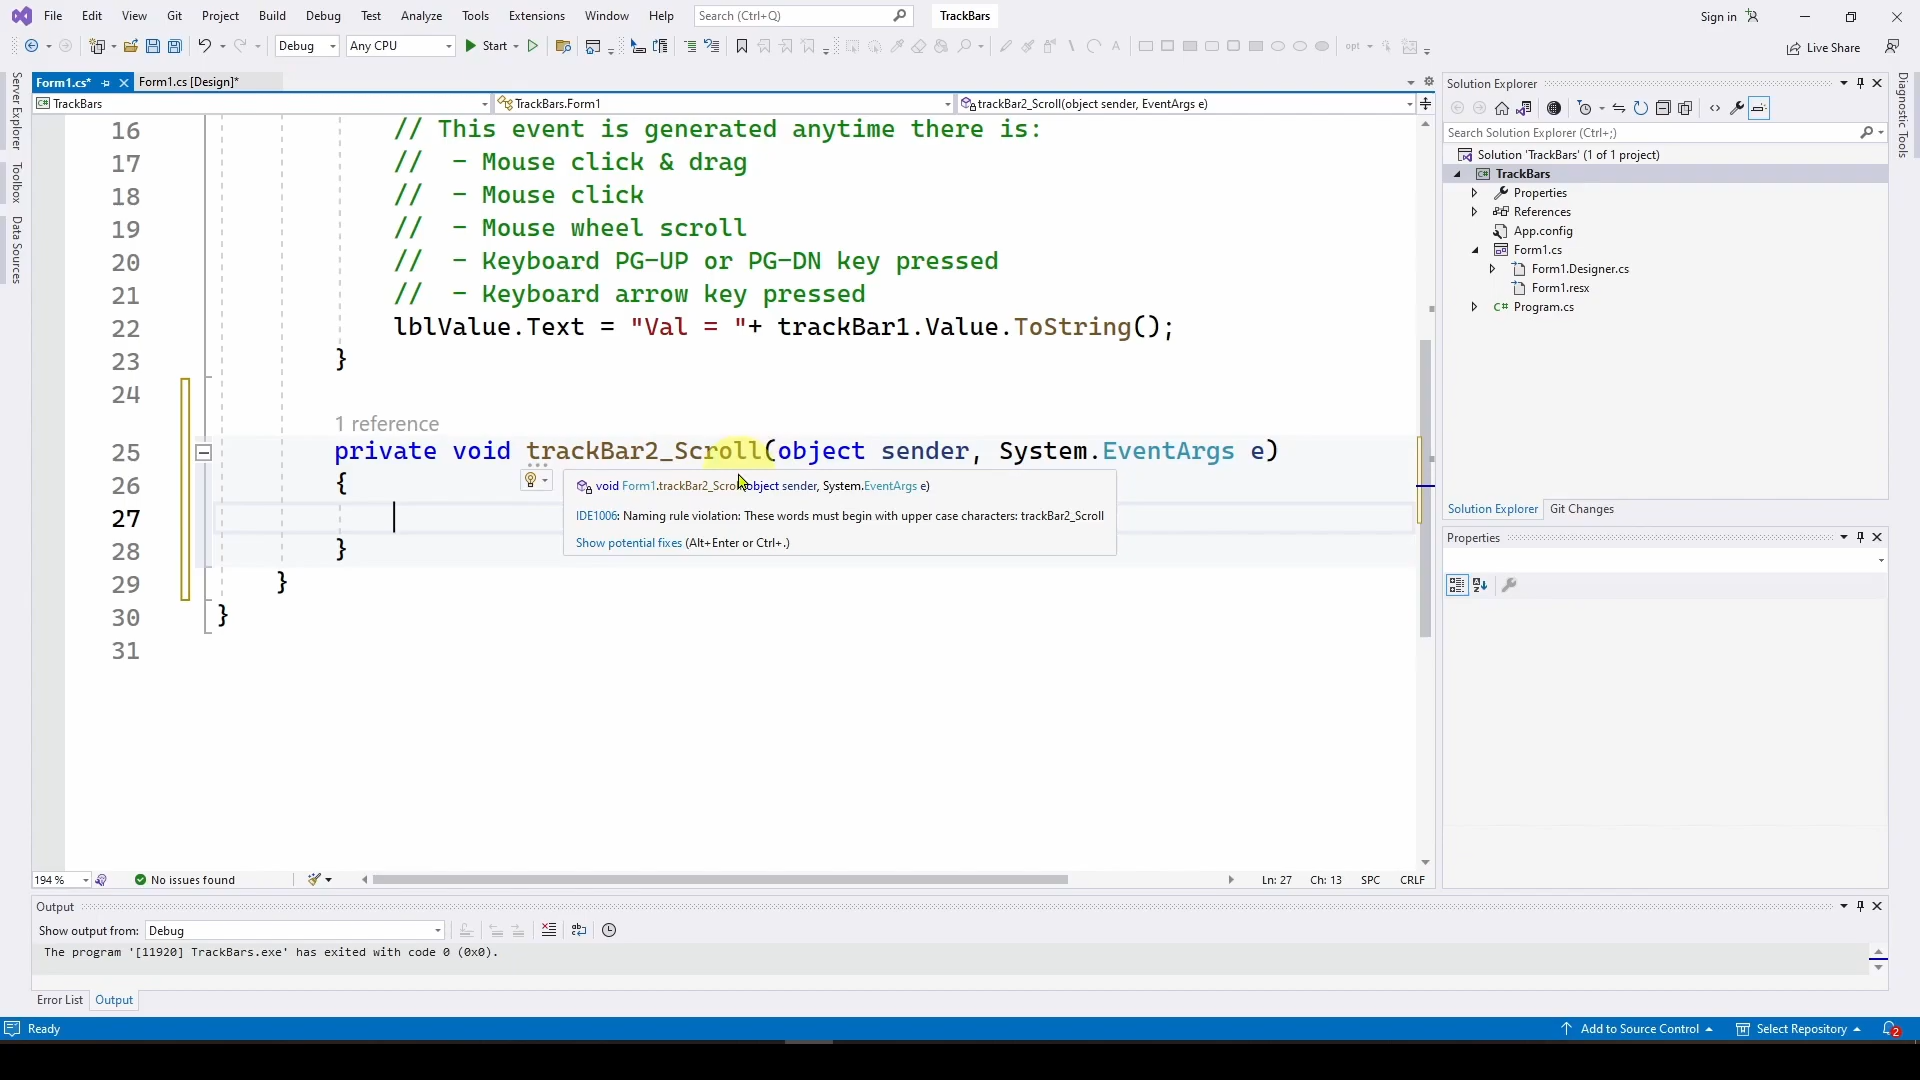 File Edit View Git Project Build Debug Test Analyze Tools Extensions Window Help Search (Ctrl+Q) TrackBars Sign in
Debug Any CPU Start opt Live Share
Form1.cs* Form1.cs [Design]*
TrackBars TrackBars.Form1 trackBar2_Scroll(object sender, EventArgs e)
Server Explorer
Toolbox
Data Sources
16 // This event is generated anytime there is:
17 // - Mouse click & drag
18 // - Mouse click
19 // - Mouse wheel scroll
20 // - Keyboard PG-UP or PG-DN key pressed
21 // - Keyboard arrow key pressed
22 lblValue.Text = "Val = "+ trackBar1.Value.ToString();
23 }
24
1 reference
25 private void trackBar2_Scroll(object sender, System.EventArgs e)
26 {
void Form1.trackBar2_Scroll(object sender, System.EventArgs e)
IDE1006: Naming rule violation: These words must begin with upper case characters: trackBar2_Scroll
Show potential fixes (Alt+Enter or Ctrl+.)
27
28 }
29 }
30 }
31
194 % No issues found Ln: 27 Ch: 13 SPC CRLF
Output
Show output from: Debug
The program '[11920] TrackBars.exe' has exited with code 0 (0x0).
Error List Output
Ready Add to Source Control Select Repository 2
Solution Explorer
Search Solution Explorer (Ctrl+;)
Solution 'TrackBars' (1 of 1 project)
C# TrackBars
Properties
References
App.config
Form1.cs
Form1.Designer.cs
Form1.resx
C# Program.cs
Solution Explorer Git Changes
Properties
Diagnostic Tools